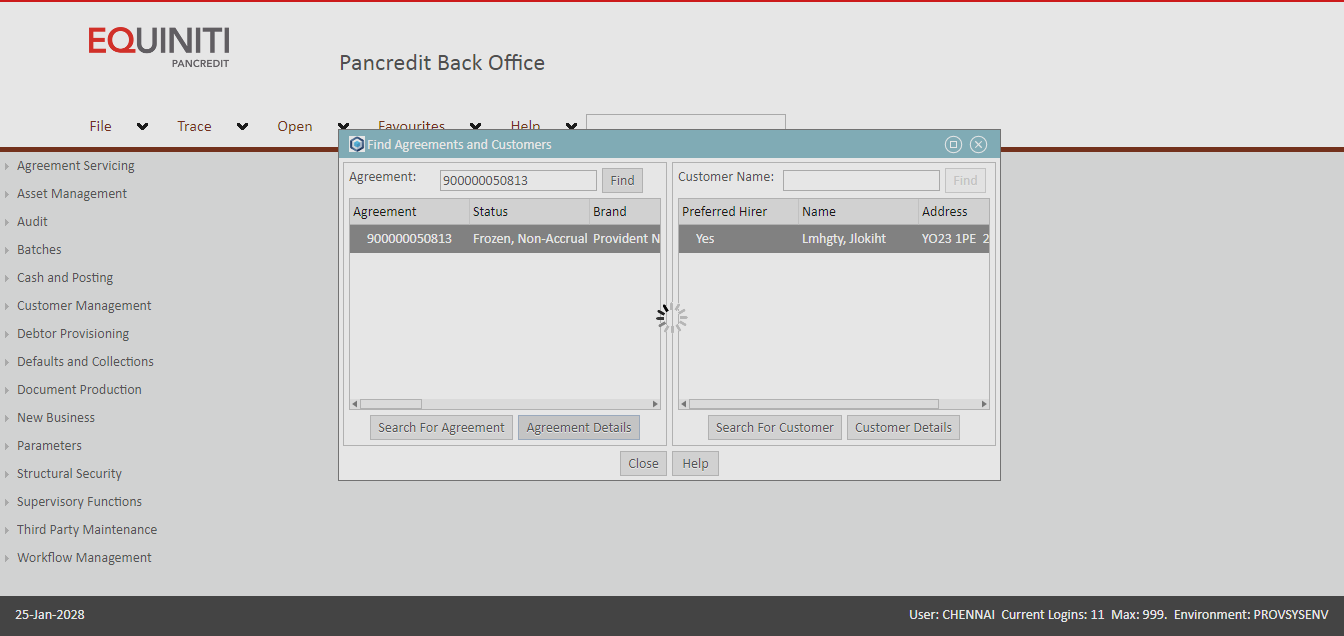 EQUINITI
PANCREDIT
Pancredit Back Office
File Trace Open Favourites Help
Find Agreements and Customers
Agreement: 900000050813 Find
Customer Name: Find
Agreement Status Brand
900000050813 Frozen, Non-Accrual Provident N
Preferred Hirer Name Address
Yes Lmhgty, Jlokiht YO23 1PE 2
Search For Agreement Agreement Details
Search For Customer Customer Details
Close Help
Agreement Servicing
Asset Management
Audit
Batches
Cash and Posting
Customer Management
Debtor Provisioning
Defaults and Collections
Document Production
New Business
Parameters
Structural Security
Supervisory Functions
Third Party Maintenance
Workflow Management
25-Jan-2028
User: CHENNAI Current Logins: 11 Max: 999. Environment: PROVSYSENV